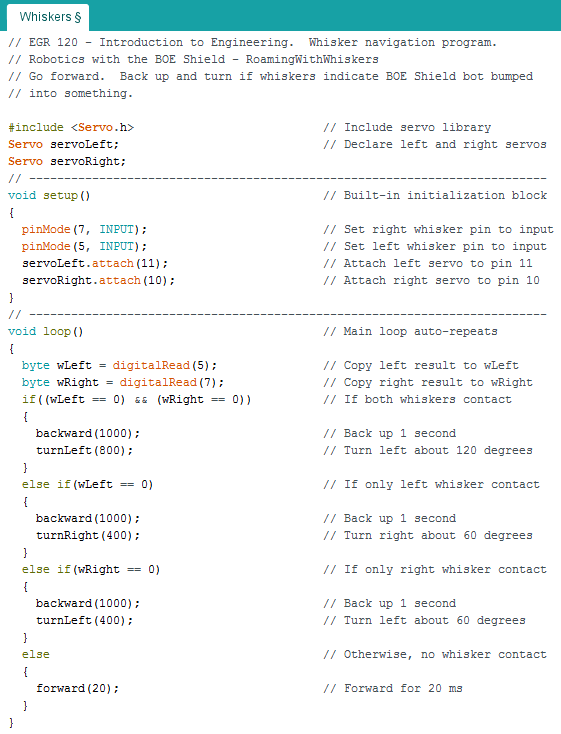 Whiskers §
// EGR 120 - Introduction to Engineering.  Whisker navigation program.
// Robotics with the BOE Shield - RoamingWithWhiskers
// Go forward.  Back up and turn if whiskers indicate BOE Shield bot bumped
// into something.
#include <Servo.h>                           // Include servo library
Servo servoLeft;                             // Declare left and right servos
Servo servoRight;
// --------------------------------------------------------------------------
void setup()                                 // Built-in initialization block
{
  pinMode(7, INPUT);                         // Set right whisker pin to input
  pinMode(5, INPUT);                         // Set left whisker pin to input
  servoLeft.attach(11);                      // Attach left servo to pin 11
  servoRight.attach(10);                     // Attach right servo to pin 10
}
// --------------------------------------------------------------------------
void loop()                                  // Main loop auto-repeats
{
  byte wLeft = digitalRead(5);               // Copy left result to wLeft
  byte wRight = digitalRead(7);              // Copy right result to wRight
  if((wLeft == 0) && (wRight == 0))          // If both whiskers contact
  {
    backward(1000);                          // Back up 1 second
    turnLeft(800);                           // Turn left about 120 degrees
  }
  else if(wLeft == 0)                        // If only left whisker contact
  {
    backward(1000);                          // Back up 1 second
    turnRight(400);                          // Turn right about 60 degrees
  }
  else if(wRight == 0)                       // If only right whisker contact
  {
    backward(1000);                          // Back up 1 second
    turnLeft(400);                           // Turn left about 60 degrees
  }
  else                                       // Otherwise, no whisker contact
  {
    forward(20);                             // Forward for 20 ms
  }
}